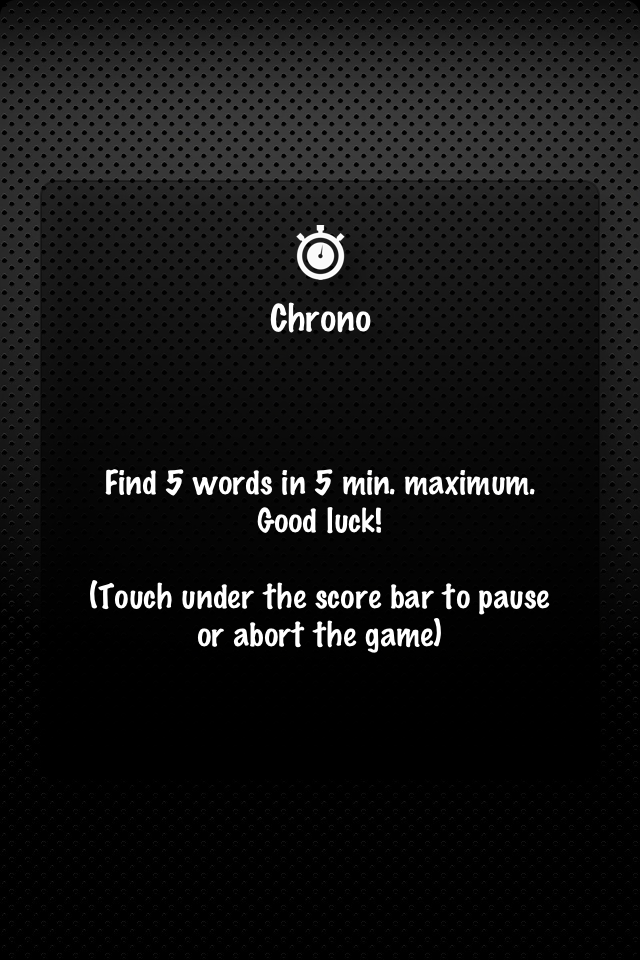 Chrono
Find 5 words in 5 min. maximum.
Good luck!
(Touch under the score bar to pause
or abort the game)